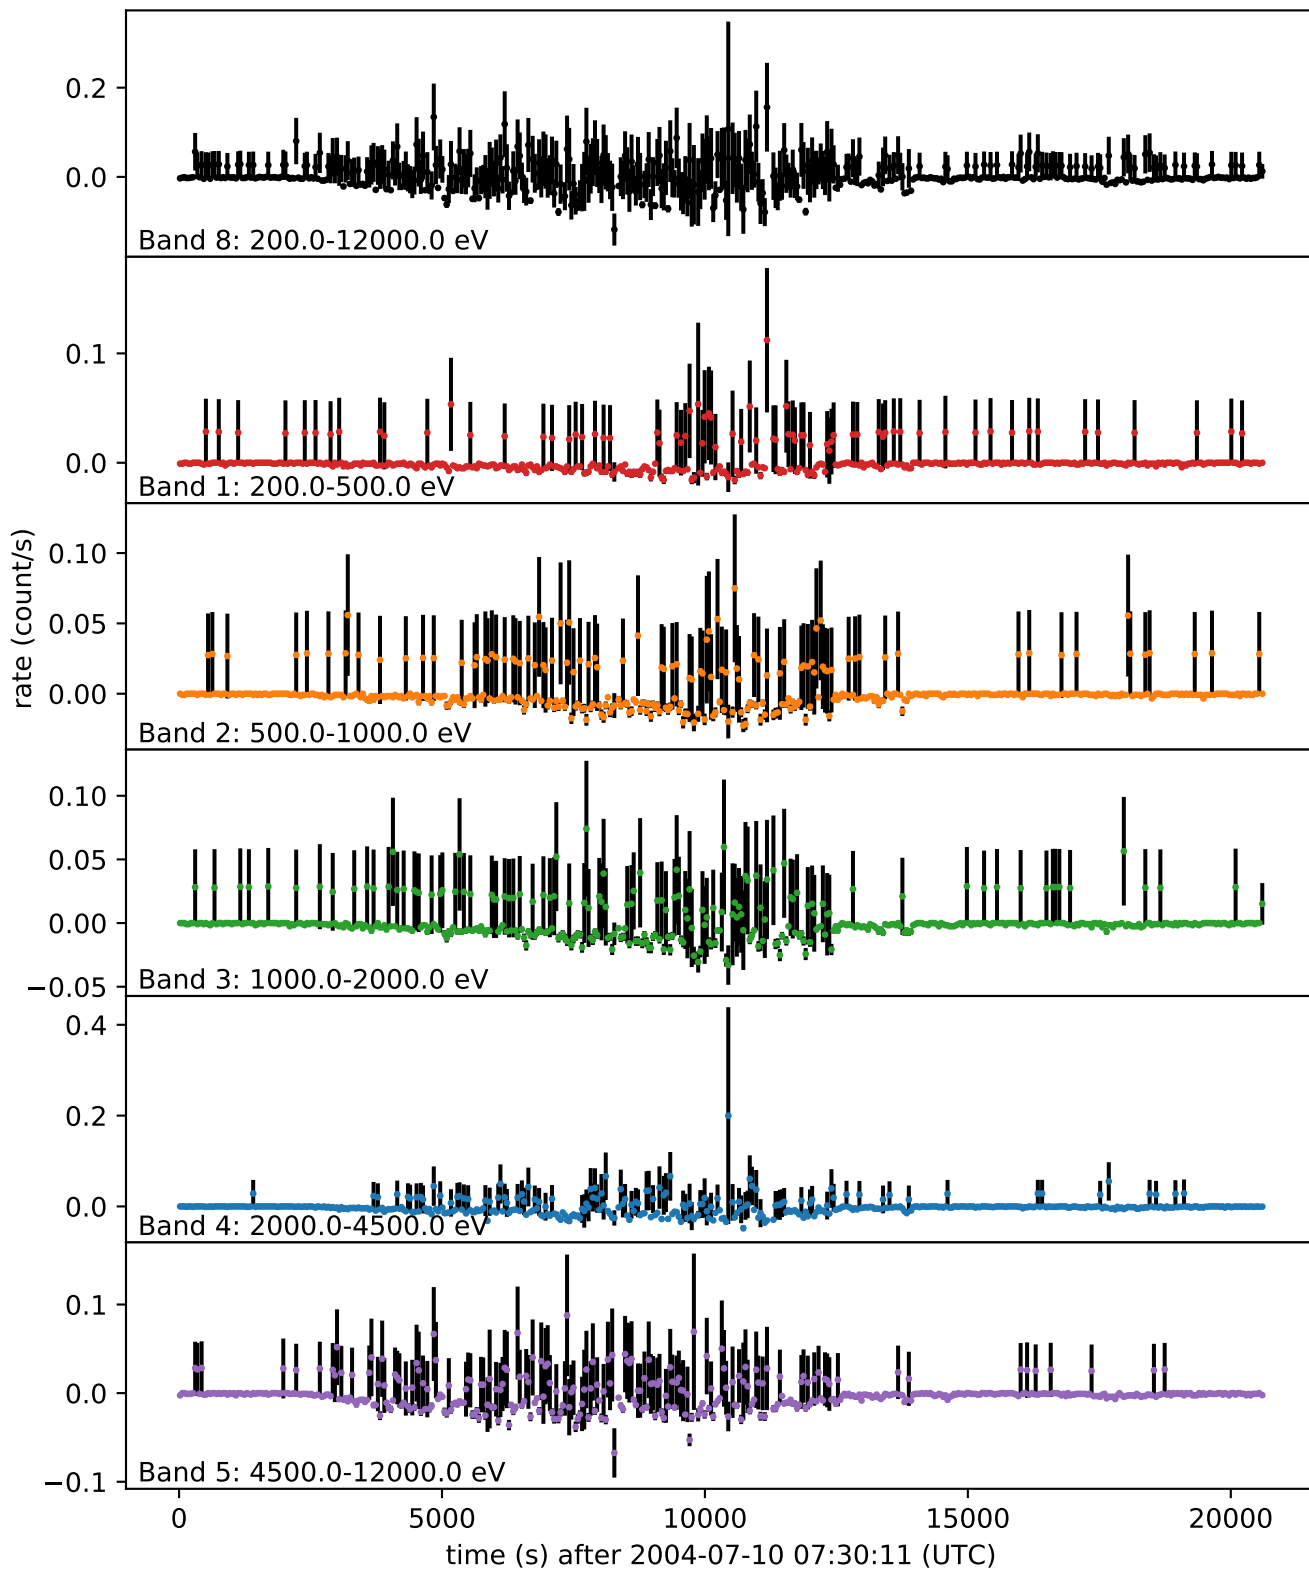 0.2
0.0
Band 8: 200.0-12000.0 eV
0.1
0.0
Band 1: 200.0-500.0 eV
rate (count/s)
0.10
0.05
0.00
Band 2: 500.0-1000.0 eV
0.10
0.05
0.00
−0.05
Band 3: 1000.0-2000.0 eV
0.4
0.2
0.0
Band 4: 2000.0-4500.0 eV
0.1
0.0
−0.1
Band 5: 4500.0-12000.0 eV
0 5000 10000 15000 20000
time (s) after 2004-07-10 07:30:11 (UTC)